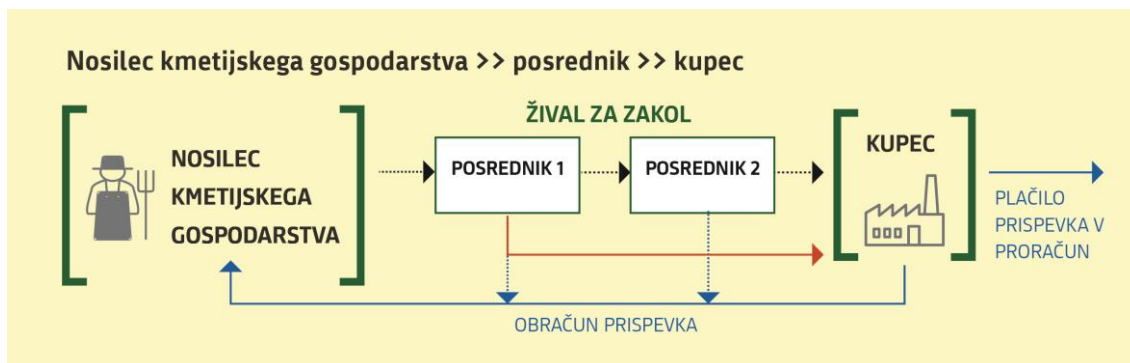 Nosilec kmetijskega gospodarstva >> posrednik >> kupec
ŽIVAL ZA ZAKOL
NOSILEC
KMETIJSKEGA
GOSPODARSTVA
POSREDNIK 1
POSREDNIK 2
KUPEC
PLAČILO
PRISPEVKA V
PRORAČUN
OBRAČUN PRISPEVKA